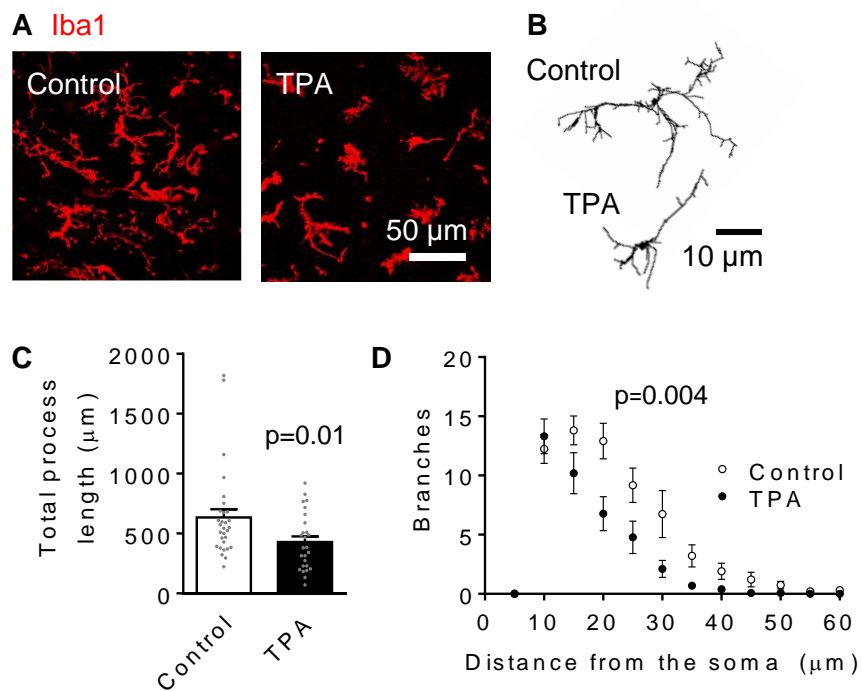 A Iba1
Control
TPA
50 μm
B
Control
TPA
10 μm
C
Total process
length (μm)
2000
1500
1000
500
0
p=0.01
Control
TPA
D
Branches
20
15
10
5
0
p=0.004
Control
TPA
0 10 20 30 40 50 60
Distance from the soma (μm)